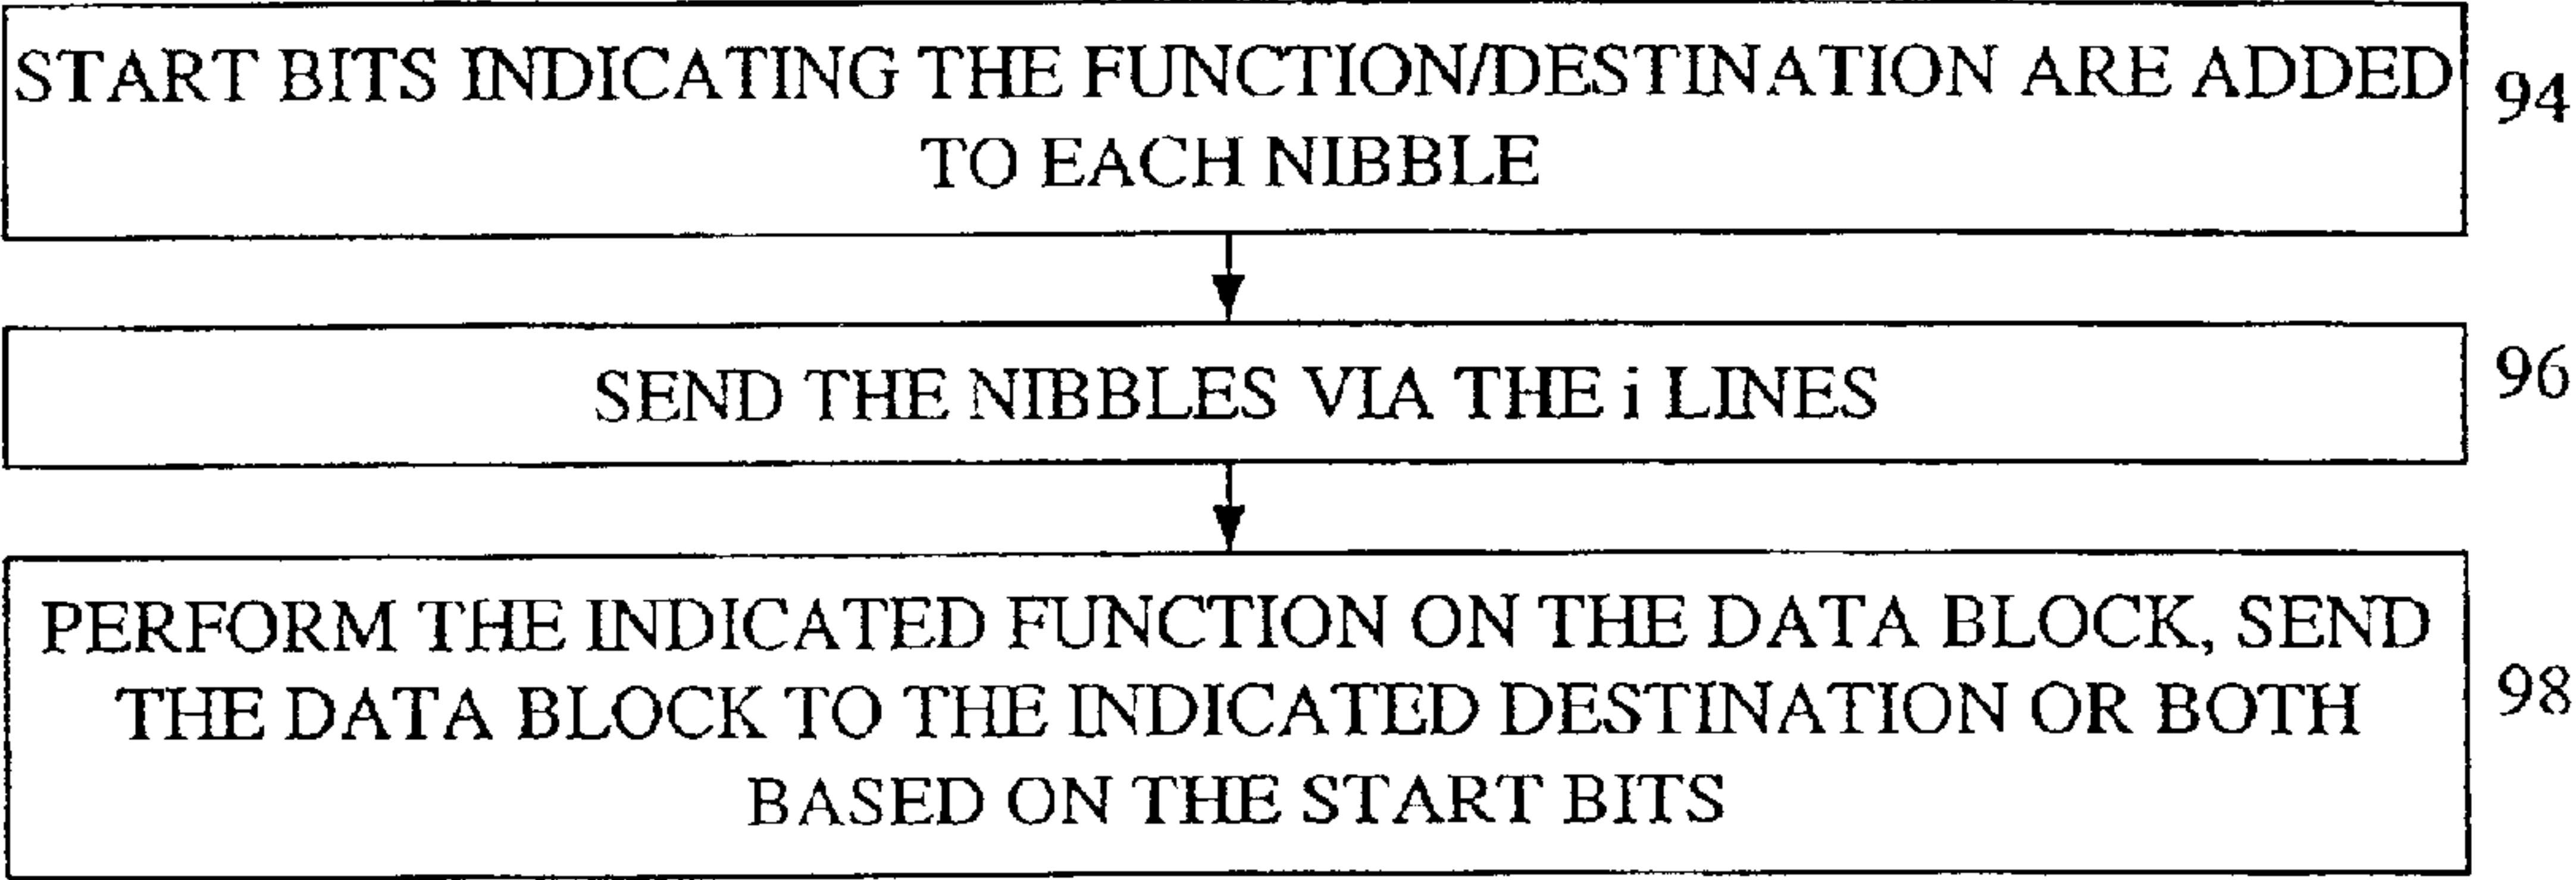 START BITS INDICATING THE FUNCTION/DESTINATION ARE ADDED
TO EACH NIBBLE
94
SEND THE NIBBLES VIA THE i LINES
96
PERFORM THE INDICATED FUNCTION ON THE DATA BLOCK, SEND
THE DATA BLOCK TO THE INDICATED DESTINATION OR BOTH
BASED ON THE START BITS
98